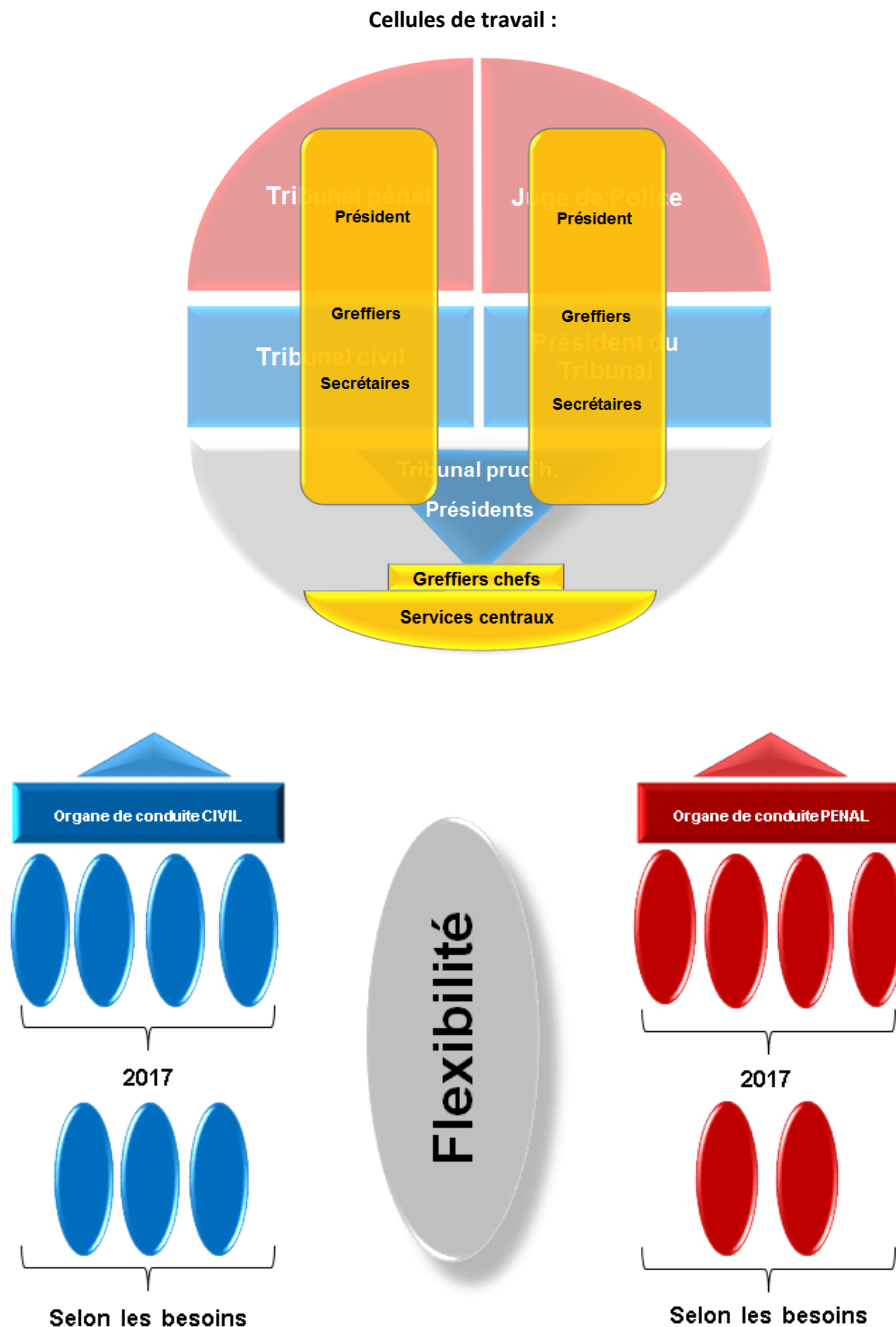 Cellules de travail :
Tribunal pénal
Juge de Police
Président
Président
Greffiers
Greffiers
Tribunal civil
Président du
Tribunal
Secrétaires
Secrétaires
Tribunal prud'h.
Présidents
Greffiers chefs
Services centraux
Organe de conduite CIVIL
Organe de conduite PENAL
Flexibilité
2017
2017
Selon les besoins
Selon les besoins